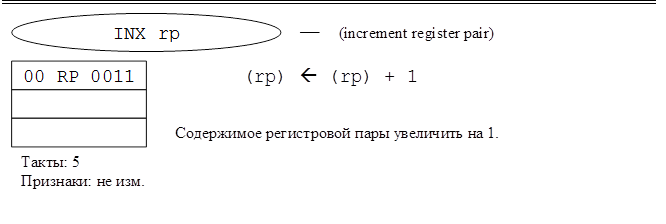 INX rp — (increment register pair)
00 RP 0011 (rp) ← (rp) + 1
Содержимое регистровой пары увеличить на 1.
Такты: 5
Признаки: не изм.